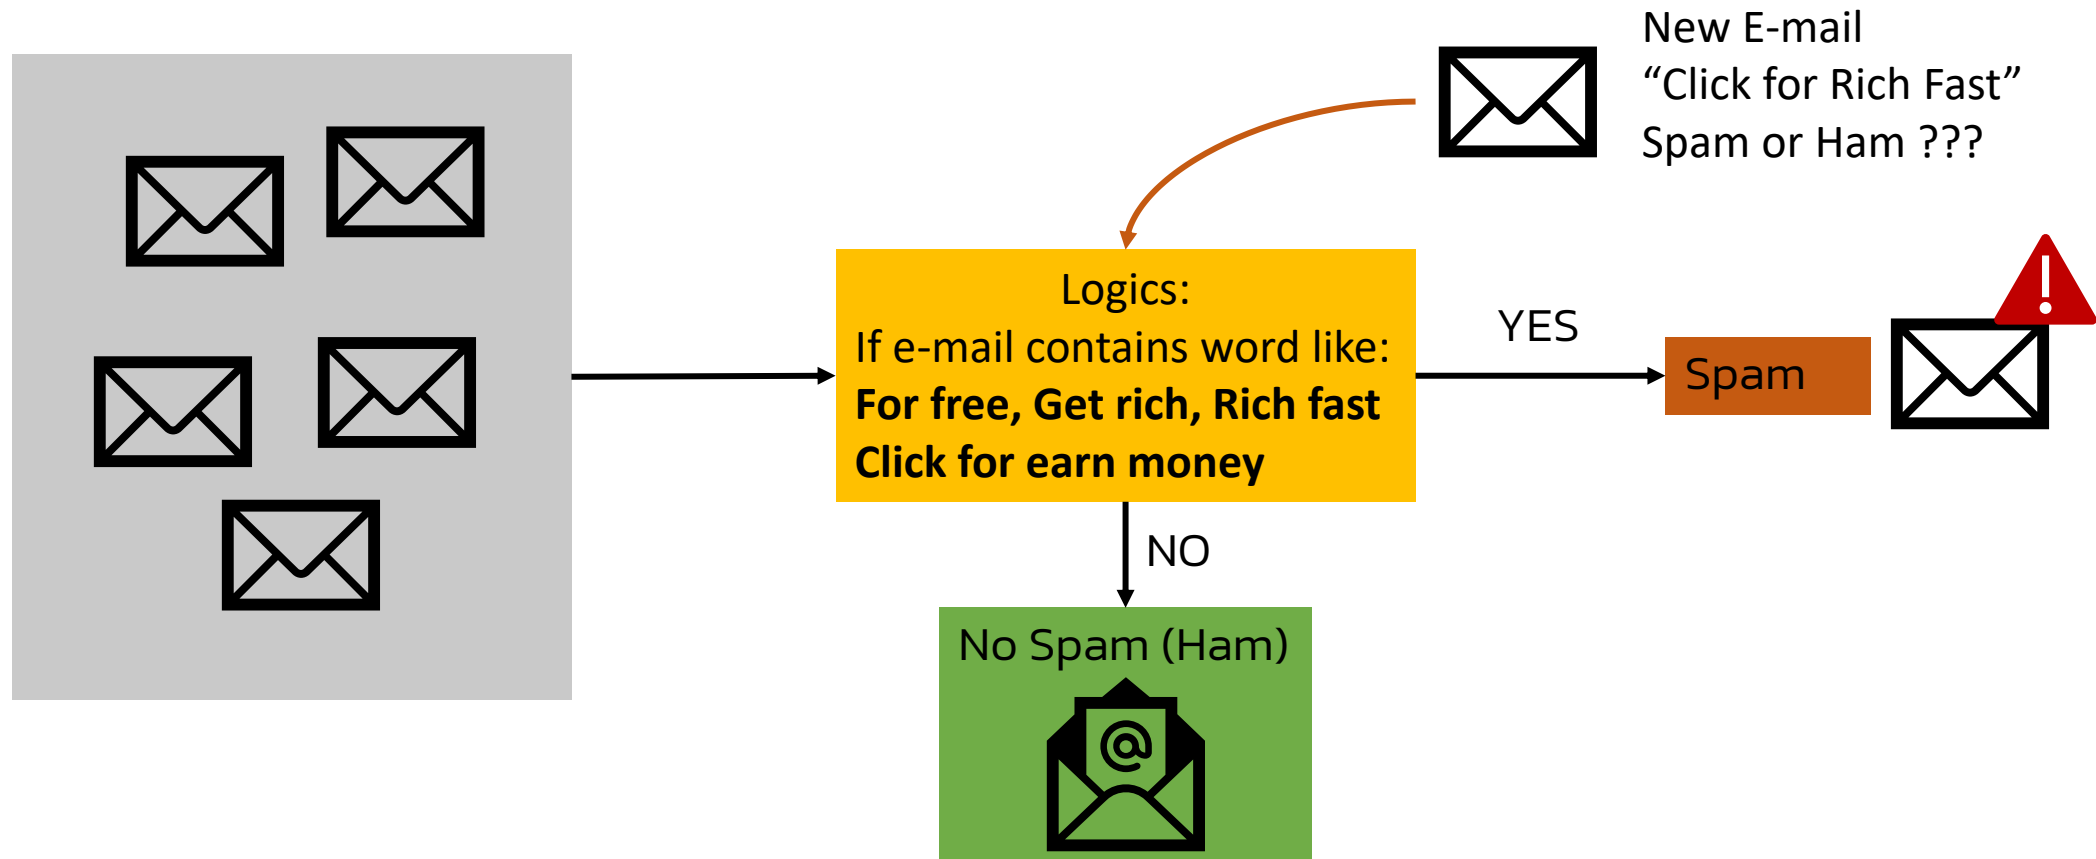 New E-mail
“Click for Rich Fast”
Spam or Ham ???
Logics:
If e-mail contains word like:
For free, Get rich, Rich fast
Click for earn money
YES
Spam
NO
No Spam (Ham)
@